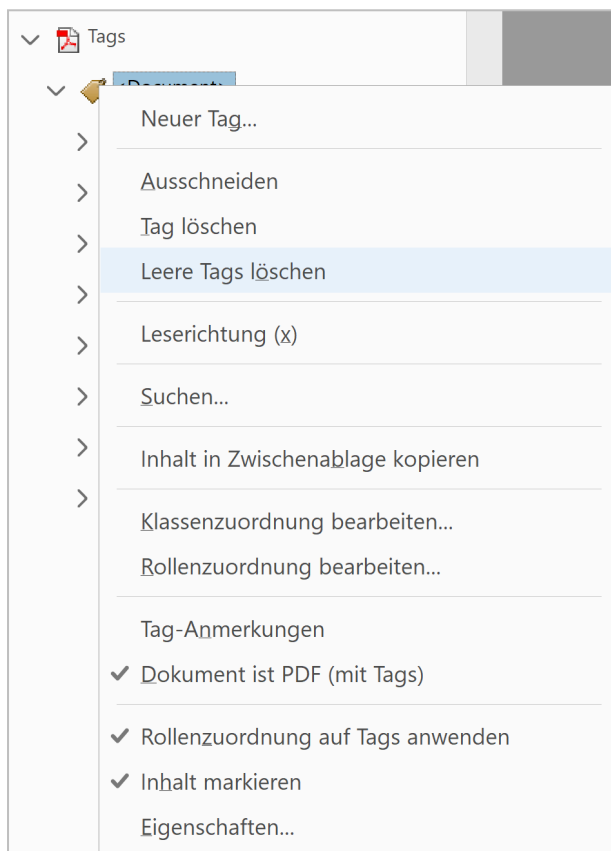 Tags
<Document>
Neuer Tag...
Ausschneiden
Tag löschen
Leere Tags löschen
Leserichtung (x)
Suchen...
Inhalt in Zwischenablage kopieren
Klassenzuordnung bearbeiten...
Rollenzuordnung bearbeiten...
Tag-Anmerkungen
Dokument ist PDF (mit Tags)
Rollenzuordnung auf Tags anwenden
Inhalt markieren
Eigenschaften...